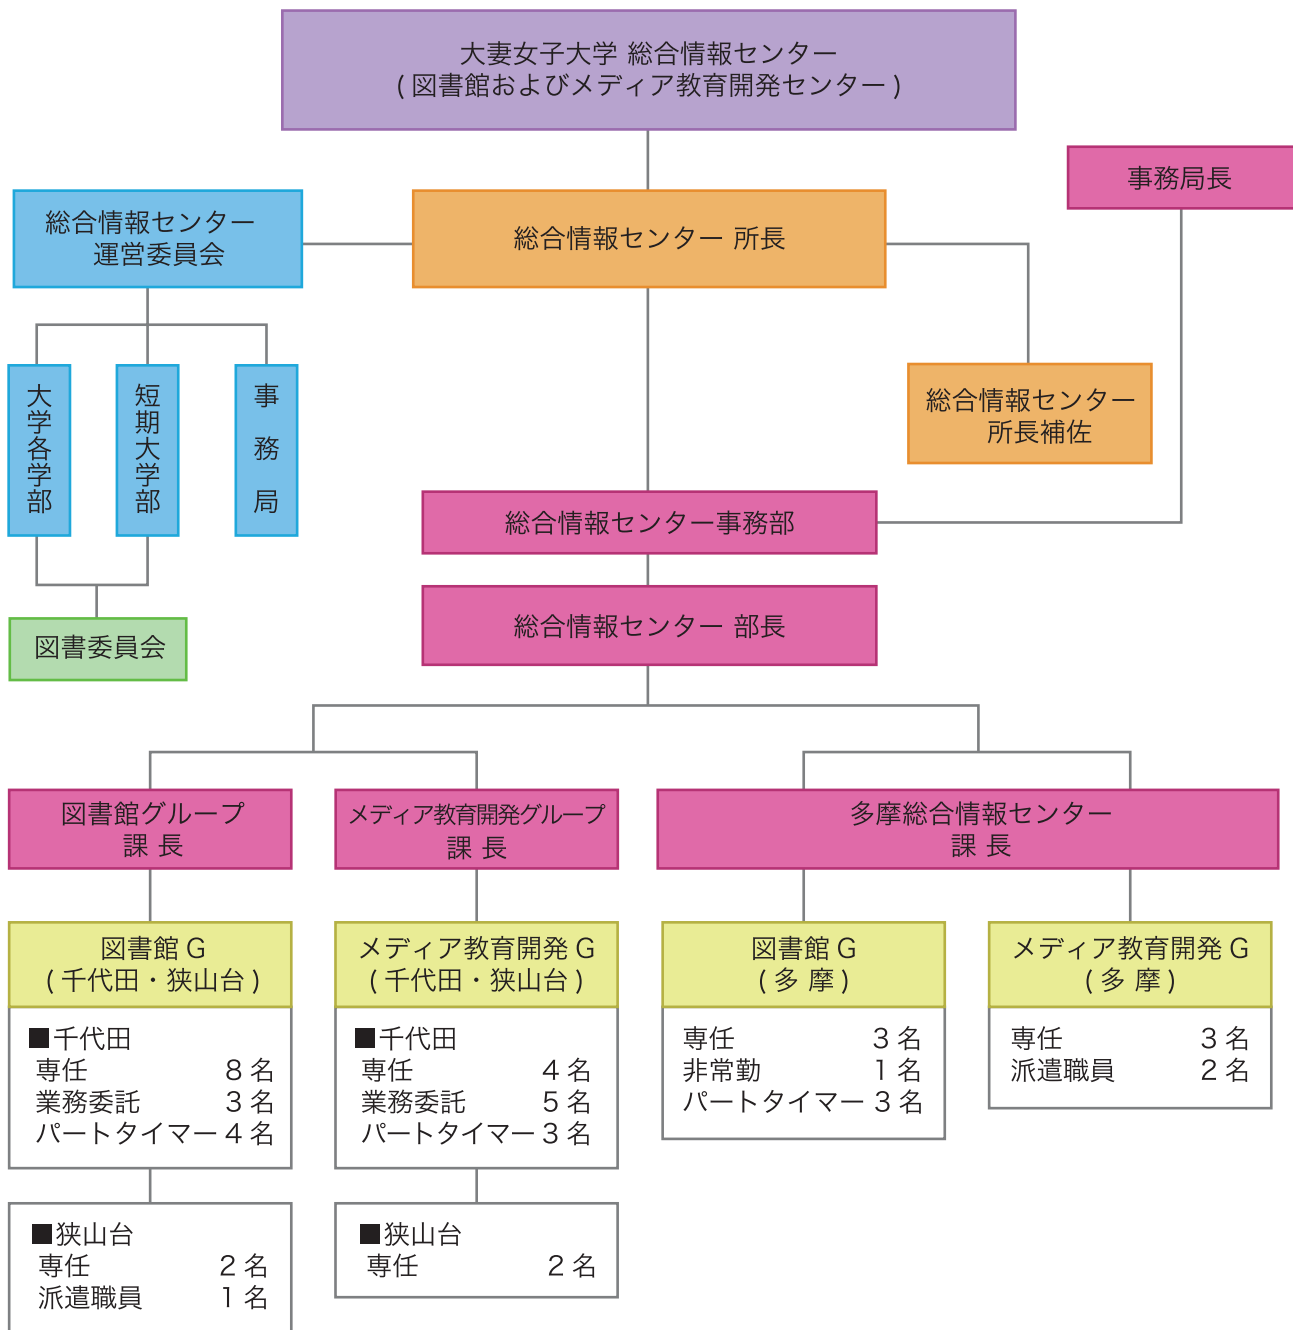 大妻女子大学 総合情報センター
(図書館およびメディア教育開発センター)
事務局長
総合情報センター
運営委員会
総合情報センター 所長
大学各学部
短期大学部
事務局
総合情報センター
所長補佐
総合情報センター事務部
総合情報センター 部長
図書委員会
図書館グループ
課 長
メディア教育開発グループ
課 長
多摩総合情報センター
課 長
図書館 G
(千代田・狭山台)
■千代田
専任 8 名
業務委託 3 名
パートタイマー 4 名
■狭山台
専任 2 名
派遣職員 1 名
メディア教育開発 G
(千代田・狭山台)
■千代田
専任 4 名
業務委託 5 名
パートタイマー 3 名
■狭山台
専任 2 名
図書館 G
(多 摩)
専任 3 名
非常勤 1 名
パートタイマー 3 名
メディア教育開発 G
(多 摩)
専任 3 名
派遣職員 2 名